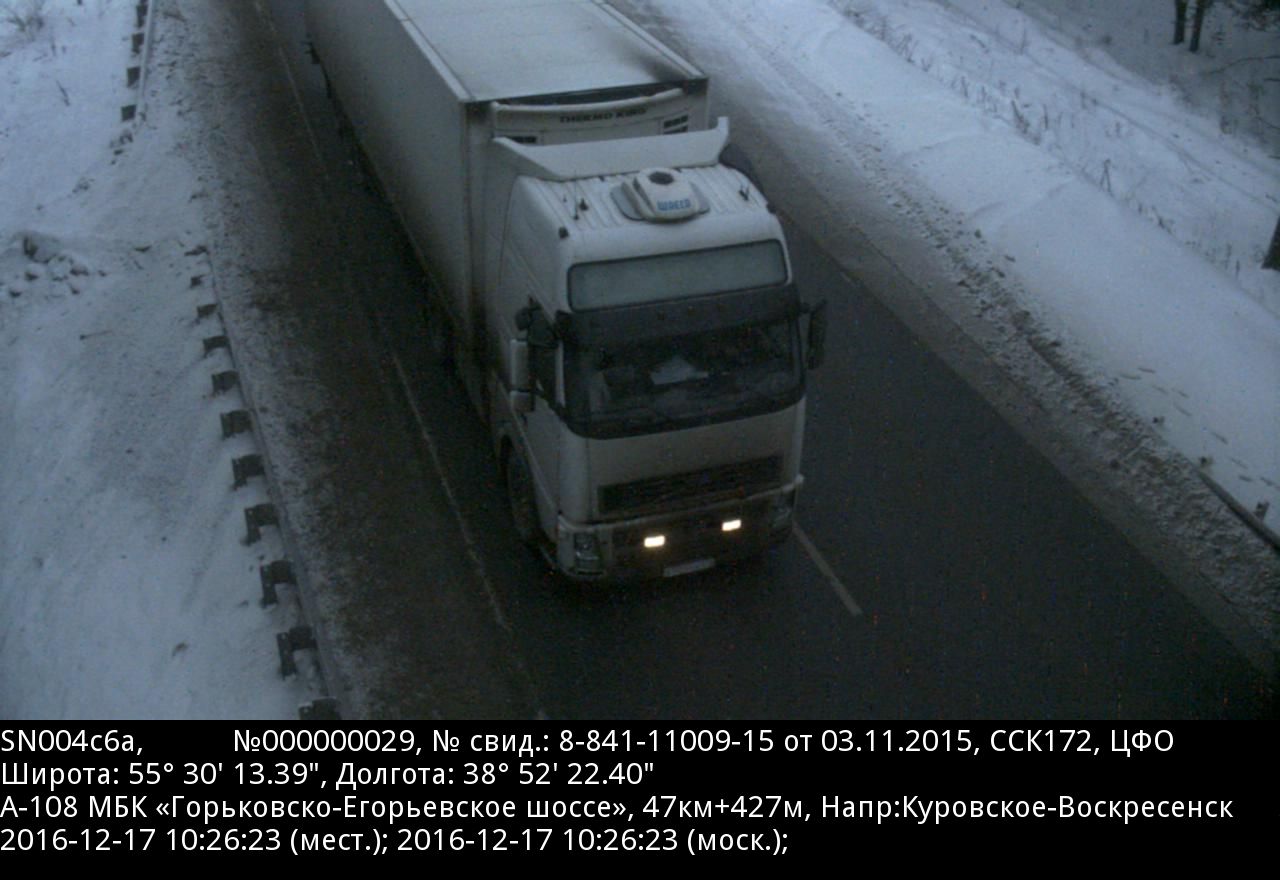 THERMO KING
SN004c6a, №000000029, № свид.: 8-841-11009-15 от 03.11.2015, ССК172, ЦФО
Широта: 55° 30' 13.39", Долгота: 38° 52' 22.40"
А-108 МБК «Горьковско-Егорьевское шоссе», 47км+427м, Напр:Куровское-Воскресенск
2016-12-17 10:26:23 (мест.); 2016-12-17 10:26:23 (моск.);